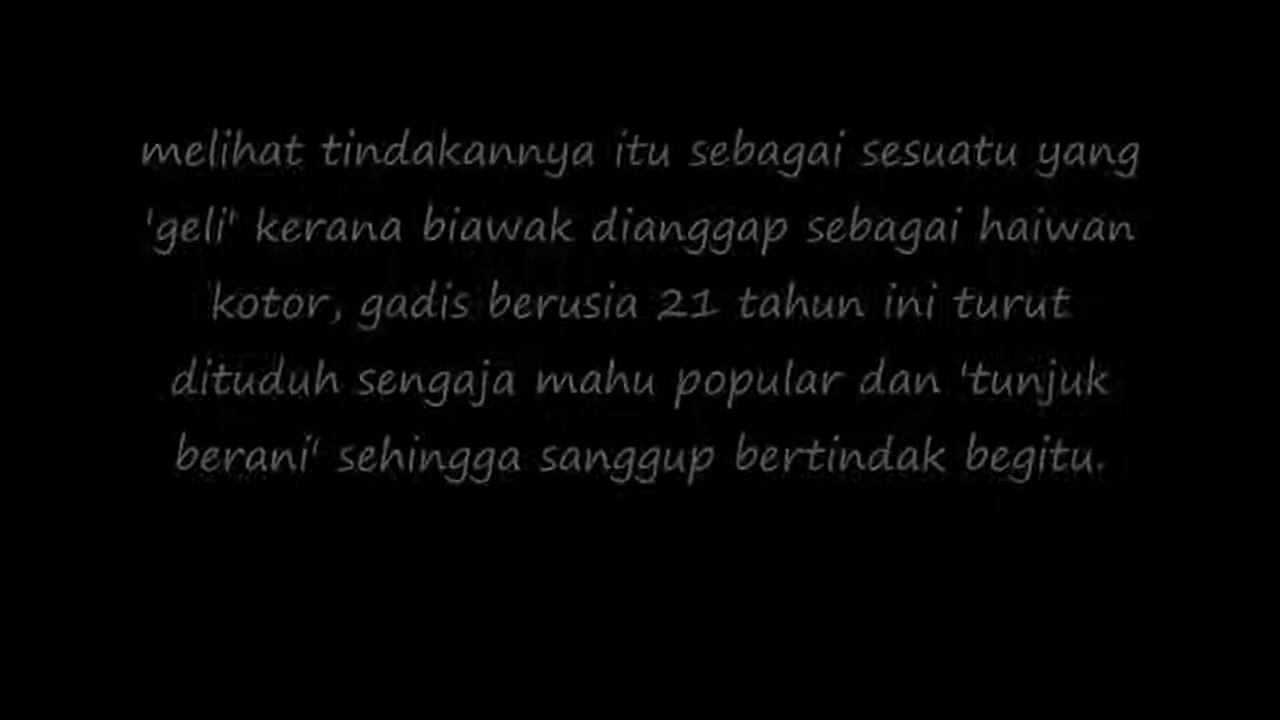 melihat tindakannya itu sebagai sesuatu yang
'geli' kerana biawak dianggap sebagai haiwan
kotor, gadis berusia 21 tahun ini turut
dituduh sengaja mahu popular dan 'tunjuk
berani' sehingga sanggup bertindak begitu.